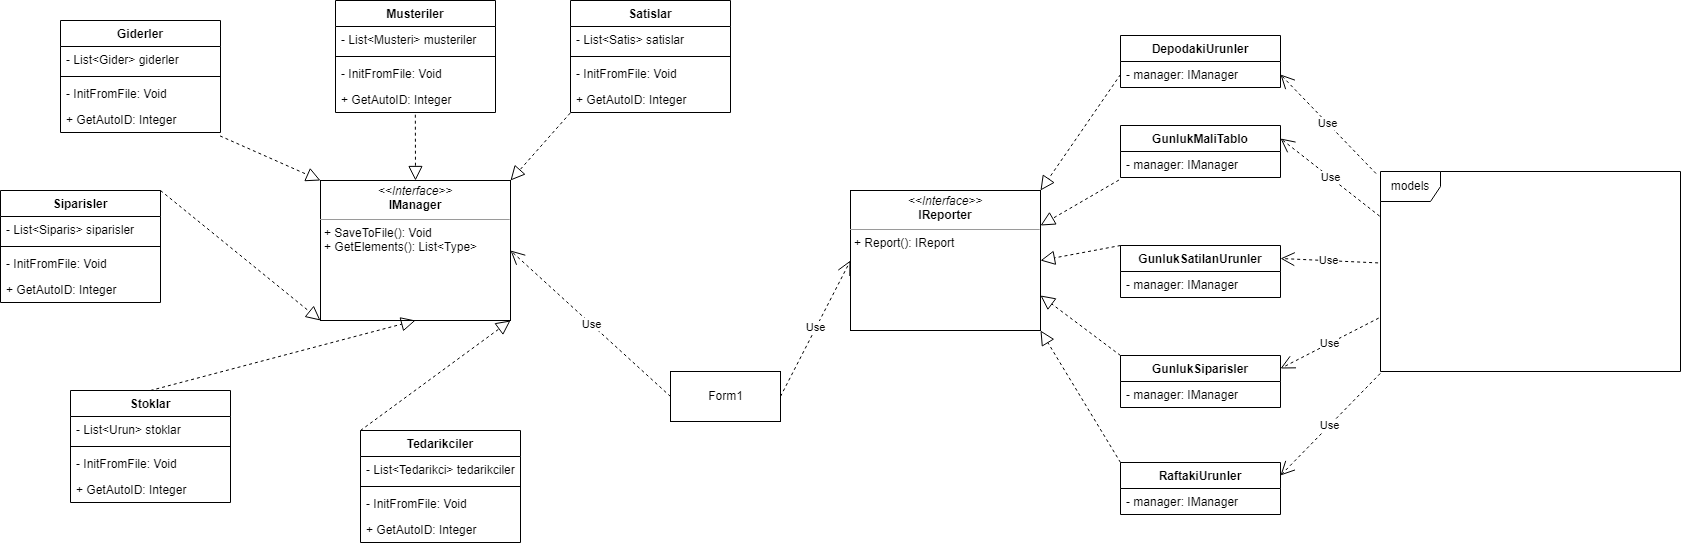 Giderler
- List<Gider> giderler
- InitFromFile: Void
+ GetAutoID: Integer
Musteriler
- List<Musteri> musteriler
- InitFromFile: Void
+ GetAutoID: Integer
Satislar
- List<Satis> satislar
- InitFromFile: Void
+ GetAutoID: Integer
Siparisler
- List<Siparis> siparisler
- InitFromFile: Void
+ GetAutoID: Integer
<<Interface>>
IManager
+ SaveToFile(): Void
+ GetElements(): List<Type>
Stoklar
- List<Urun> stoklar
- InitFromFile: Void
+ GetAutoID: Integer
Tedarikciler
- List<Tedarikci> tedarikciler
- InitFromFile: Void
+ GetAutoID: Integer
Use
Form1
Use
<<Interface>>
IReporter
+ Report(): IReport
DepodakiUrunler
- manager: IManager
GunlukMaliTablo
- manager: IManager
GunlukSatilanUrunler
- manager: IManager
GunlukSiparisler
- manager: IManager
RaftakiUrunler
- manager: IManager
Use
Use
Use
Use
Use
models